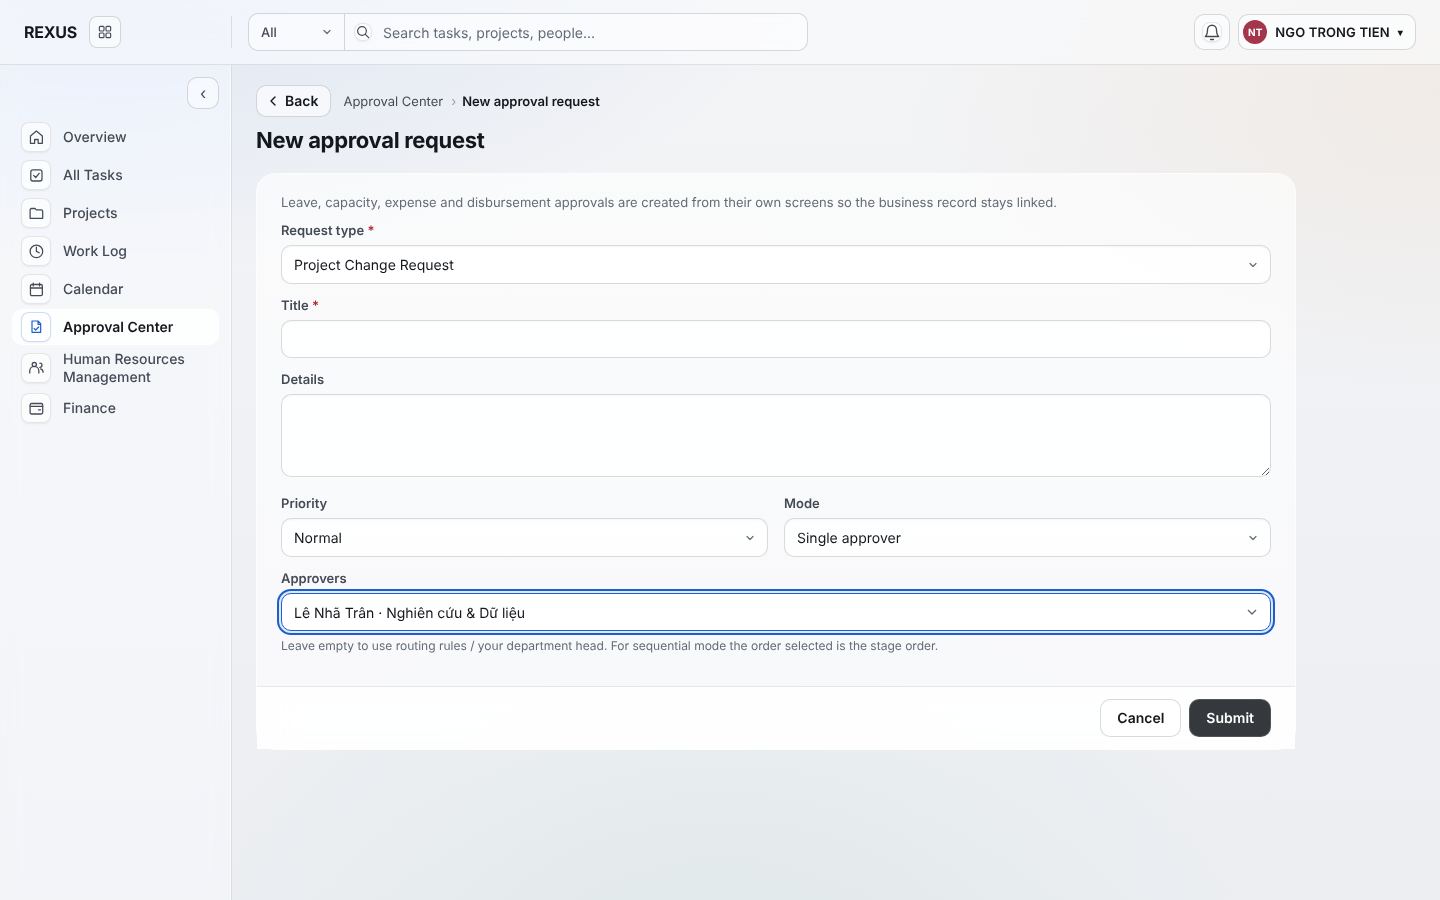 REXUS
All
Search tasks, projects, people...
NT
NGO TRONG TIEN
Back
Approval Center › New approval request
New approval request
Overview
All Tasks
Projects
Work Log
Calendar
Approval Center
Human Resources
Management
Finance
Leave, capacity, expense and disbursement approvals are created from their own screens so the business record stays linked.
Request type *
Project Change Request
Title *
Details
Priority
Mode
Normal
Single approver
Approvers
Lê Nhã Trân · Nghiên cứu & Dữ liệu
Leave empty to use routing rules / your department head. For sequential mode the order selected is the stage order.
Cancel
Submit